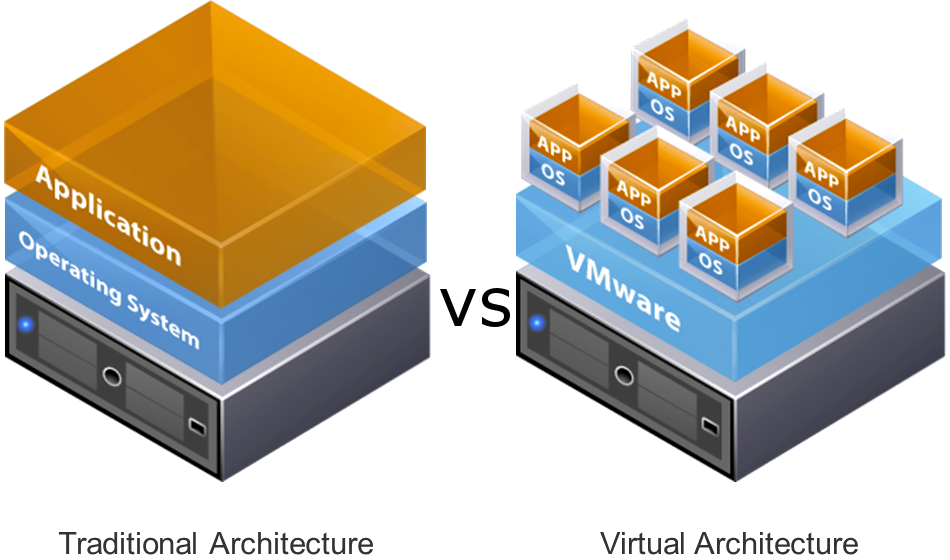 Application
Operating System
VS
APP
OS
APP
OS
APP
OS
APP
OS
APP
OS
APP
OS
VMware
Traditional Architecture
Virtual Architecture